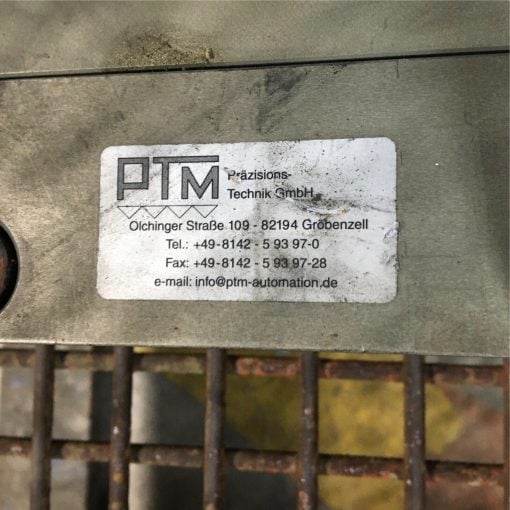 PTM
Präzisions-
Technik GmbH
Olchinger Straße 109 - 82194 Gröbenzell
Tel.: +49-8142 - 5 93 97-0
Fax: +49-8142 - 5 93 97-28
e-mail: info@ptm-automation.de